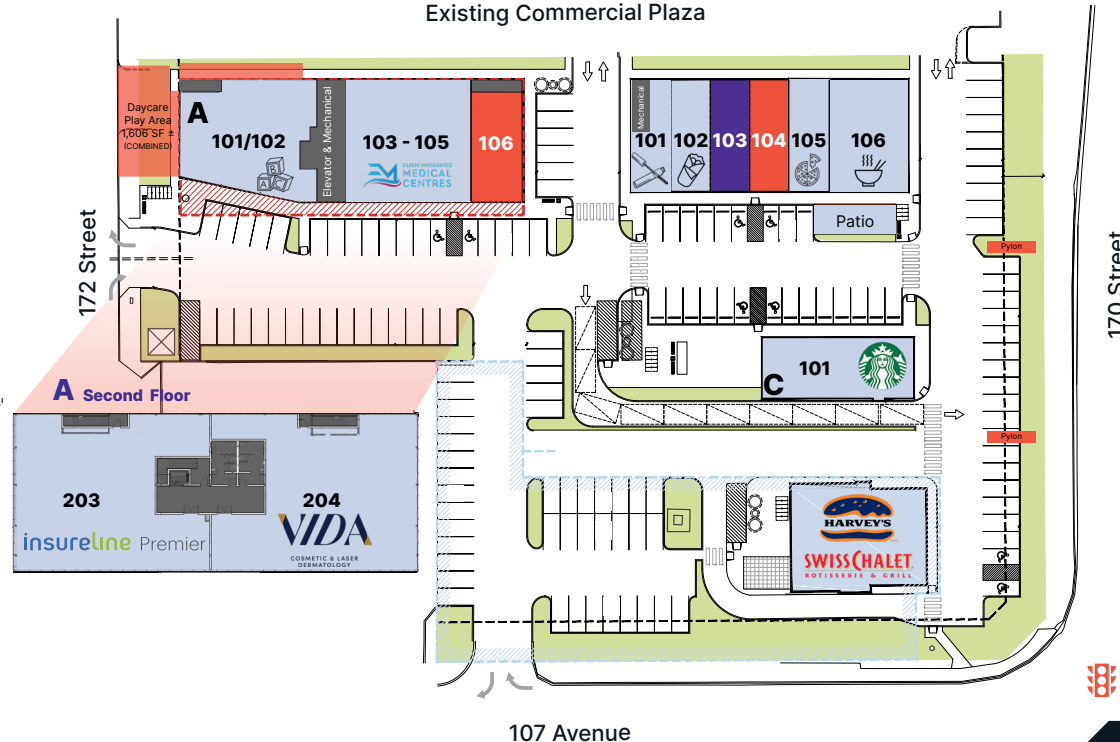 Existing Commercial Plaza
Daycare
Play Area
1,606 SF ±
(COMBINED)
A
101/102
A B C
Elevator & Mechanical
103 - 105
MEDICAL
CENTRES
106
Mechanical
101
102
103
104
105
106
Patio
172 Street
170 Street
Pylon
A Second Floor
C
101
Pylon
203
insureline Premier
204
VIDA
COSMETIC & LASER
DERMATOLOGY
HARVEY'S
SWISS CHALET
ROTISSERIE & GRILL
107 Avenue